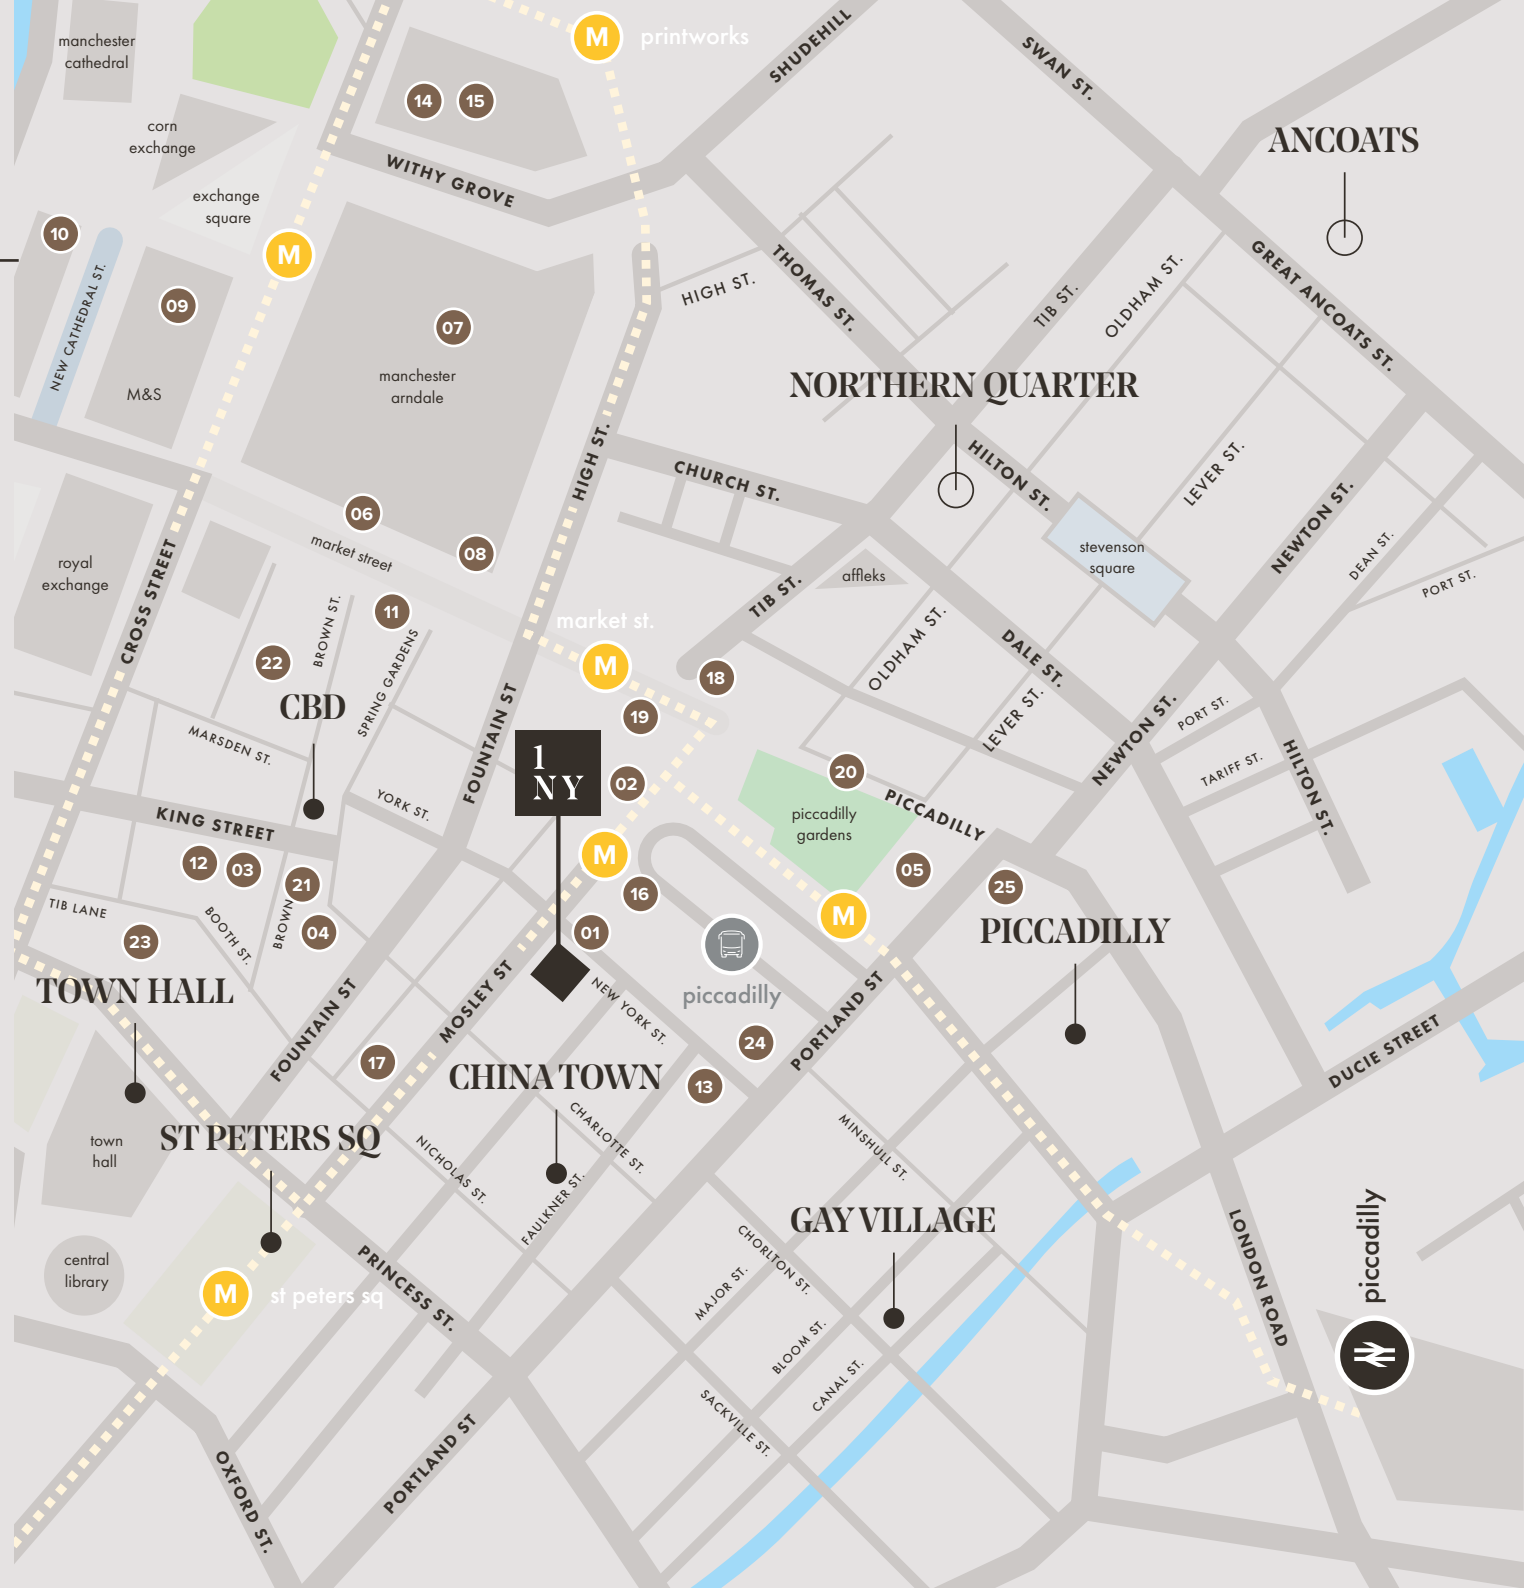 M
printworks
SHUDEHILL
SWAN ST.
manchester
cathedral
14
15
corn
exchange
ANCOATS
WITHY GROVE
exchange
square
10
M
NEW CATHEDRAL ST.
09
M&S
07
manchester
arndale
HIGH ST.
THOMAS ST.
TIB ST.
OLDHAM ST.
GREAT ANCOATS ST.
NORTHERN QUARTER
HIGH ST.
CHURCH ST.
HILTON ST.
LEVER ST.
NEWTON ST.
06
market street
08
royal
exchange
CROSS STREET
stevenson
square
DEAN ST.
PORT ST.
affleks
TIB ST.
11
BROWN ST.
SPRING GARDENS
22
CBD
market st.
M
18
19
OLDHAM ST.
DALE ST.
LEVER ST.
NEWTON ST.
PORT ST.
TARIFF ST.
HILTON ST.
MARSDEN ST.
FOUNTAIN ST
1
NY
02
20
PICCADILLY
piccadilly
gardens
YORK ST.
KING STREET
12
03
21
M
16
05
25
TIB LANE
BOOTH ST.
BROWN
04
23
01
M
PICCADILLY
TOWN HALL
FOUNTAIN ST
MOSLEY ST
NEW YORK ST.
piccadilly
PORTLAND ST
24
17
CHINA TOWN
13
DUCIE STREET
town
hall
ST PETERS SQ
NICHOLAS ST.
CHARLOTTE ST.
FAULKNER ST.
MINSHULL ST.
GAY VILLAGE
central
library
M
st peters sq
PRINCESS ST.
CHORLTON ST.
MAJOR ST.
BLOOM ST.
CANAL ST.
SACKVILLE ST.
LONDON ROAD
piccadilly
OXFORD ST.
PORTLAND ST